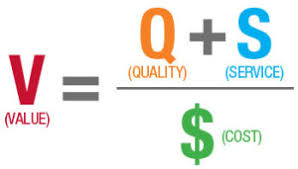 Q + S
(QUALITY) (SERVICE)
V =
(VALUE)
$ (COST)